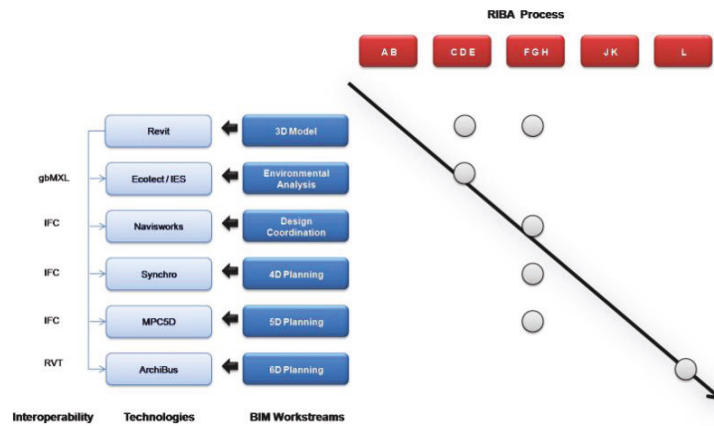 RIBA Process
A B
C D E
F G H
J K
L
Revit
3D Model
gbMXL
Ecotect / IES
Environmental
Analysis
IFC
Navisworks
Design
Coordination
IFC
Synchro
4D Planning
IFC
MPC5D
5D Planning
RVT
ArchiBus
6D Planning
Interoperability
Technologies
BIM Workstreams